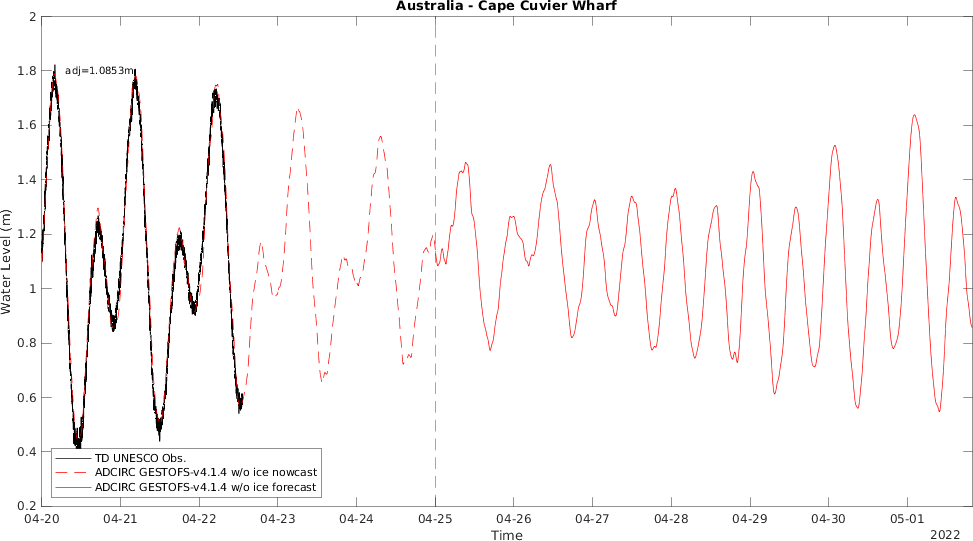 Australia - Cape Cuvier Wharf
Water Level (m)
2
1.8
1.6
1.4
1.2
1
0.8
0.6
0.4
0.2
adj=1.0853m
TD UNESCO Obs.
ADCIRC GESTOFS-v4.1.4 w/o ice nowcast
ADCIRC GESTOFS-v4.1.4 w/o ice forecast
04-20 04-21 04-22 04-23 04-24 04-25 04-26 04-27 04-28 04-29 04-30 05-01
2022
Time